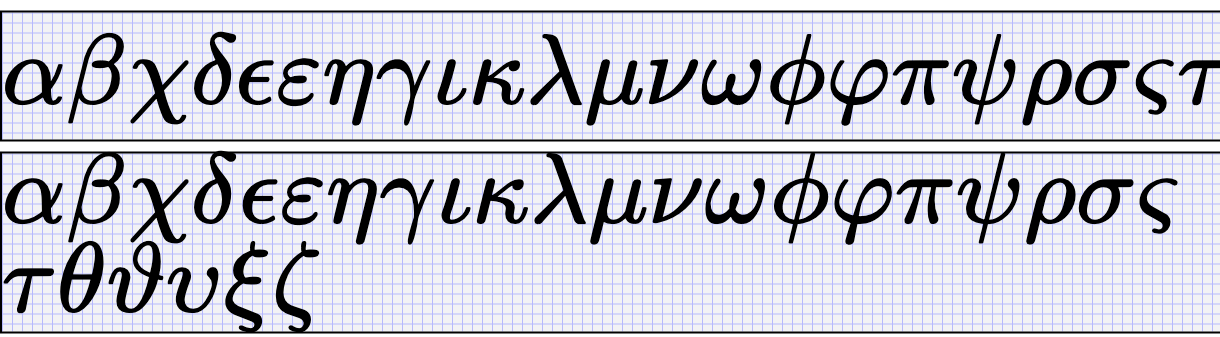 αβχδϵεηγικλμνωϕφπψρσςτ
αβχδϵεηγικλμνωϕφπψρσς
τθϑυξζ